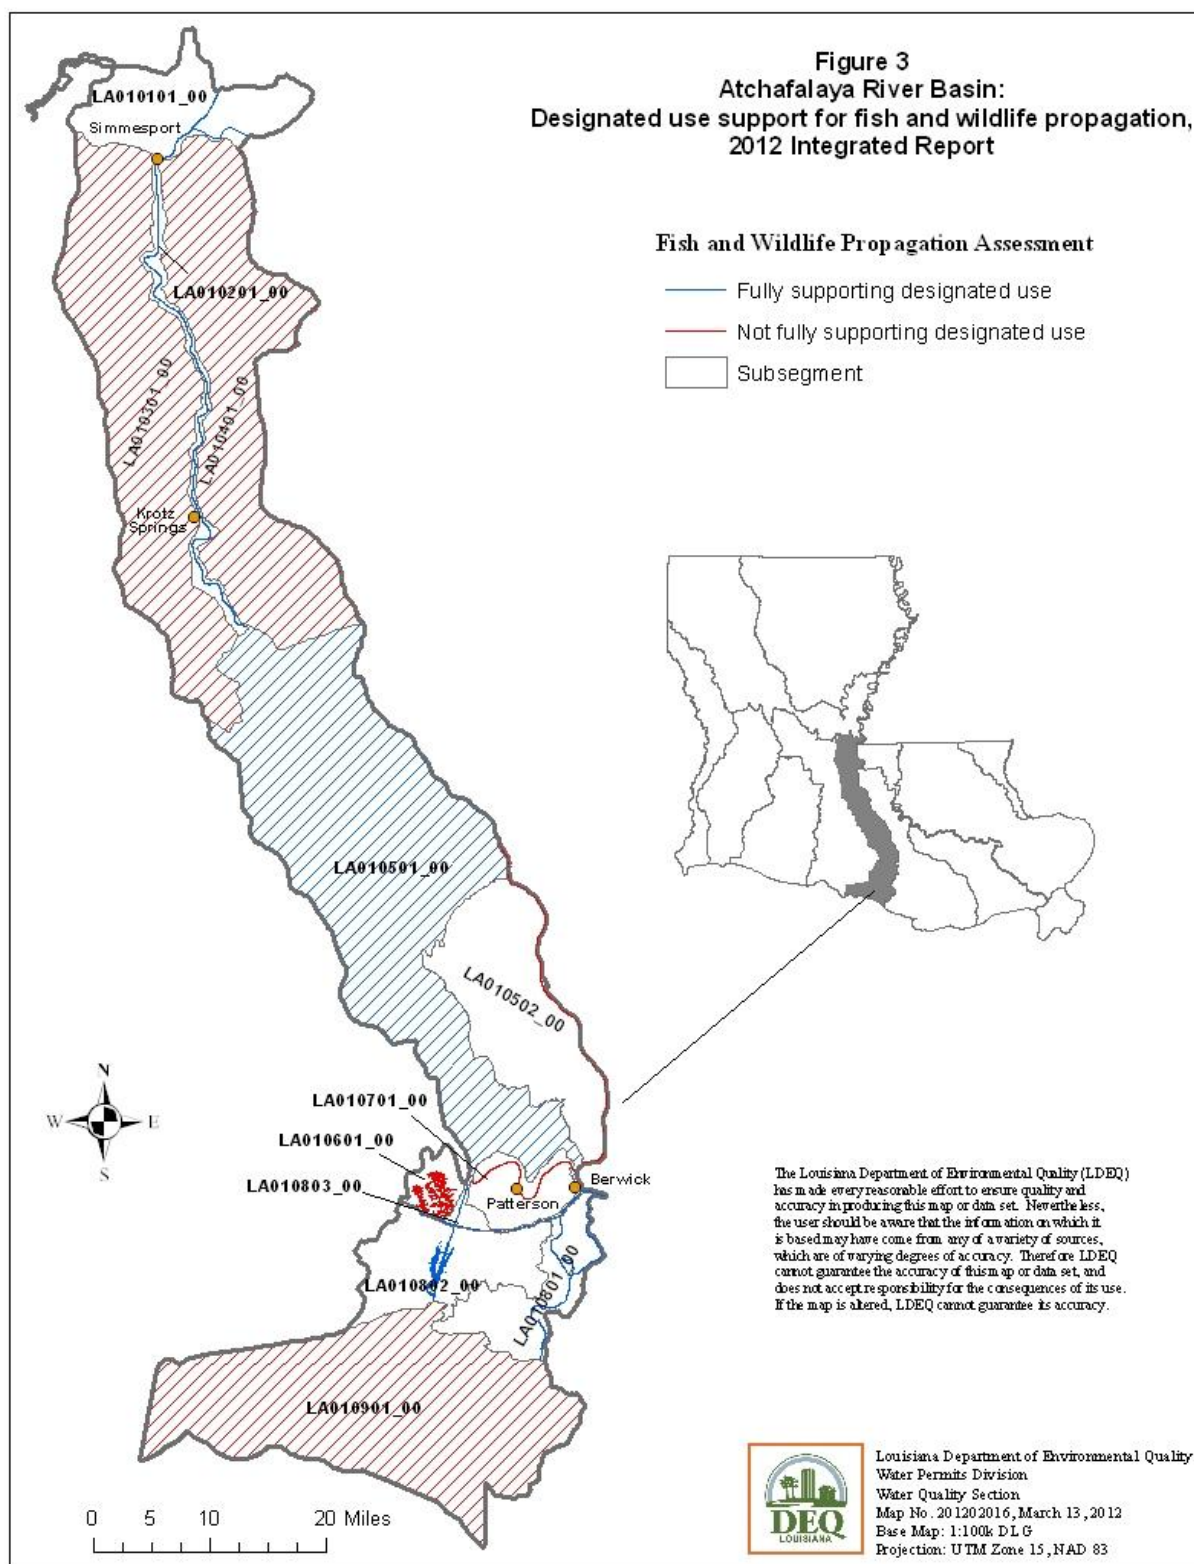 Figure 3
Atchafalaya River Basin:
Designated use support for fish and wildlife propagation,
2012 Integrated Report
Fish and Wildlife Propagation Assessment
Fully supporting designated use
Not fully supporting designated use
Subsegment
LA010101_00
Simmesport
LA010201_00
LA010301_00
LA010401_00
Krotz
Springs
LA010501_00
LA010502_00
N
W
E
S
LA010701_00
LA010601_00
LA010803_00
Berwick
Patterson
LA010802_00
LA010801_00
LA010901_00
The Louisiana Department of Environmental Quality (LDEQ)
has made every reasonable effort to ensure quality and
accuracy in producing this map or data set. Nevertheless,
the user should be aware that the information on which it
is based may have come from any of a variety of sources,
which are of varying degrees of accuracy. Therefore LDEQ
cannot guarantee the accuracy of this map or data set, and
does not accept responsibility for the consequences of its use.
If the map is altered, LDEQ cannot guarantee its accuracy.
0 5 10 20 Miles
DEQ
LOUISIANA
Louisiana Department of Environmental Quality
Water Permits Division
Water Quality Section
Map No. 201202016, March 13, 2012
Base Map: 1:100k DLG
Projection: UTM Zone 15, NAD 83